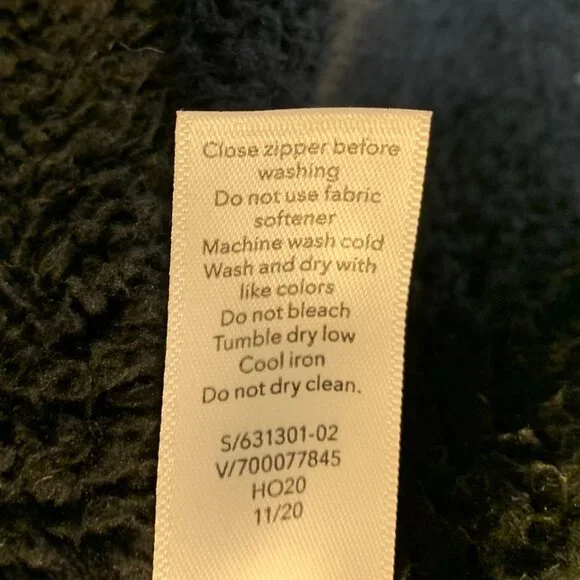 Close zipper before
washing
Do not use fabric
softener
Machine wash cold
Wash and dry with
like colors
Do not bleach
Tumble dry low
Cool iron
Do not dry clean.
S/631301-02
V/700077845
HO20
11/20